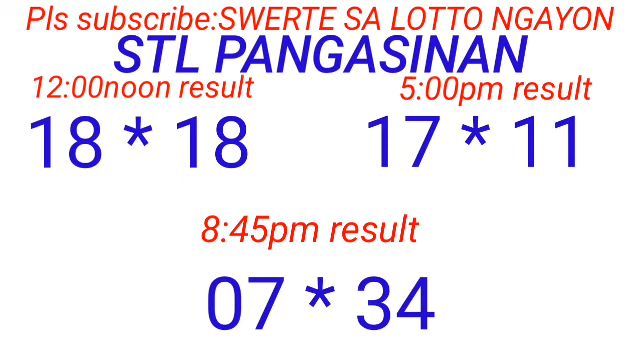 Pls subscribe:SWERTE SA LOTTO NGAYON
STL PANGASINAN
12:00noon result
5:00pm result
18 * 18
17 * 11
8:45pm result
07 * 34